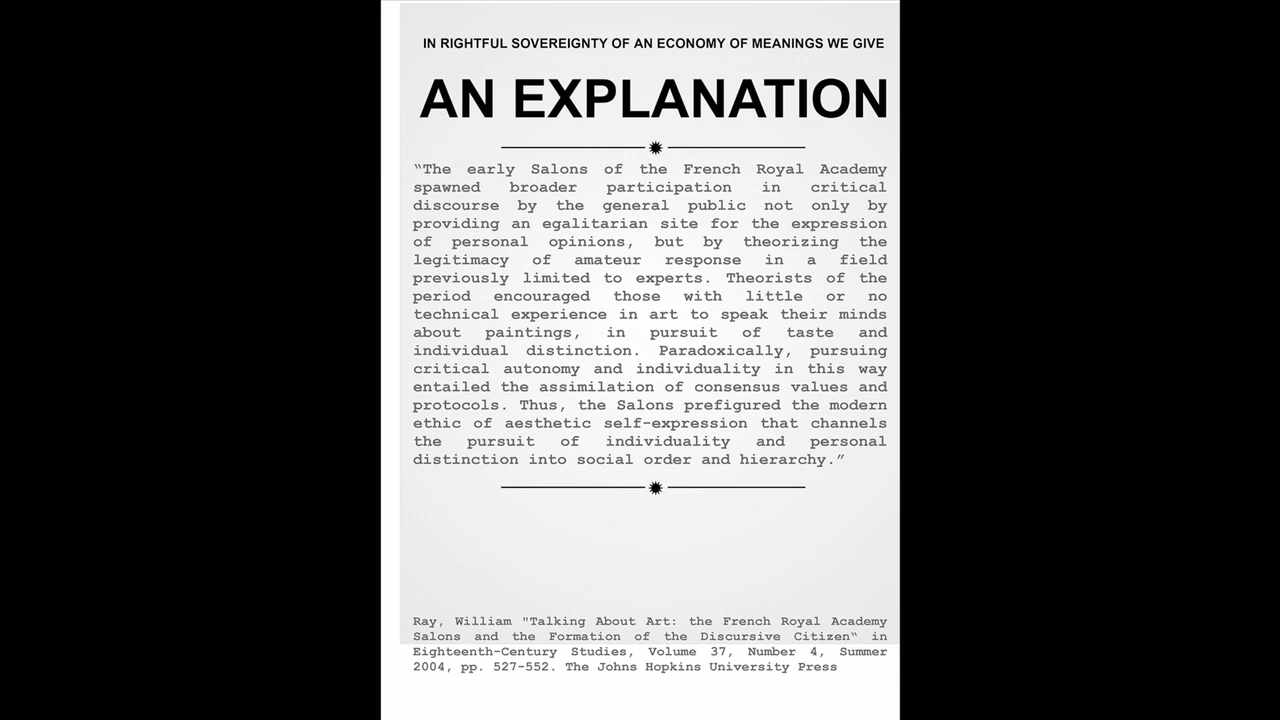 IN RIGHTFUL SOVEREIGNTY OF AN ECONOMY OF MEANINGS WE GIVE
AN EXPLANATION
“The early Salons of the French Royal Academy
spawned broader participation in critical
discourse by the general public not only by
providing an egalitarian site for the expression
of personal opinions, but by theorizing the
legitimacy of amateur response in a field
previously limited to experts. Theorists of the
period encouraged those with little or no
technical experience in art to speak their minds
about paintings, in pursuit of taste and
individual distinction. Paradoxically, pursuing
critical autonomy and individuality in this way
entailed the assimilation of consensus values and
protocols. Thus, the Salons prefigured the modern
ethic of aesthetic self-expression that channels
the pursuit of individuality and personal
distinction into social order and hierarchy.”
Ray, William "Talking About Art: the French Royal Academy
Salons and the Formation of the Discursive Citizen“ in
Eighteenth-Century Studies, Volume 37, Number 4, Summer
2004, pp. 527-552. The Johns Hopkins University Press